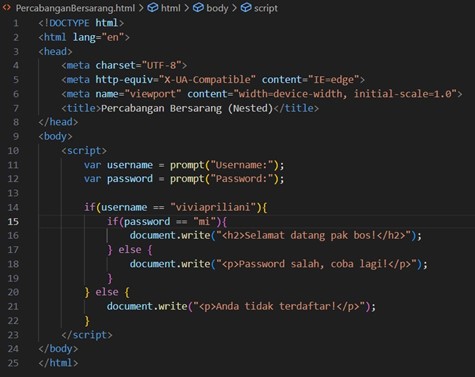 PercabanganBersarang.html > html > body > script
1 <!DOCTYPE html>
2 <html lang="en">
3 <head>
4 <meta charset="UTF-8">
5 <meta http-equiv="X-UA-Compatible" content="IE=edge">
6 <meta name="viewport" content="width=device-width, initial-scale=1.0">
7 <title>Percabangan Bersarang (Nested)</title>
8 </head>
9 <body>
10 <script>
11 var username = prompt("Username:");
12 var password = prompt("Password:");
13
14 if(username == "viviapriliani"){
15 if(password == "mi"){
16 document.write("<h2>Selamat datang pak bos!</h2>");
17 } else {
18 document.write("<p>Password salah, coba lagi!</p>");
19 }
20 } else {
21 document.write("<p>Anda tidak terdaftar!</p>");
22 }
23 </script>
24 </body>
25 </html>